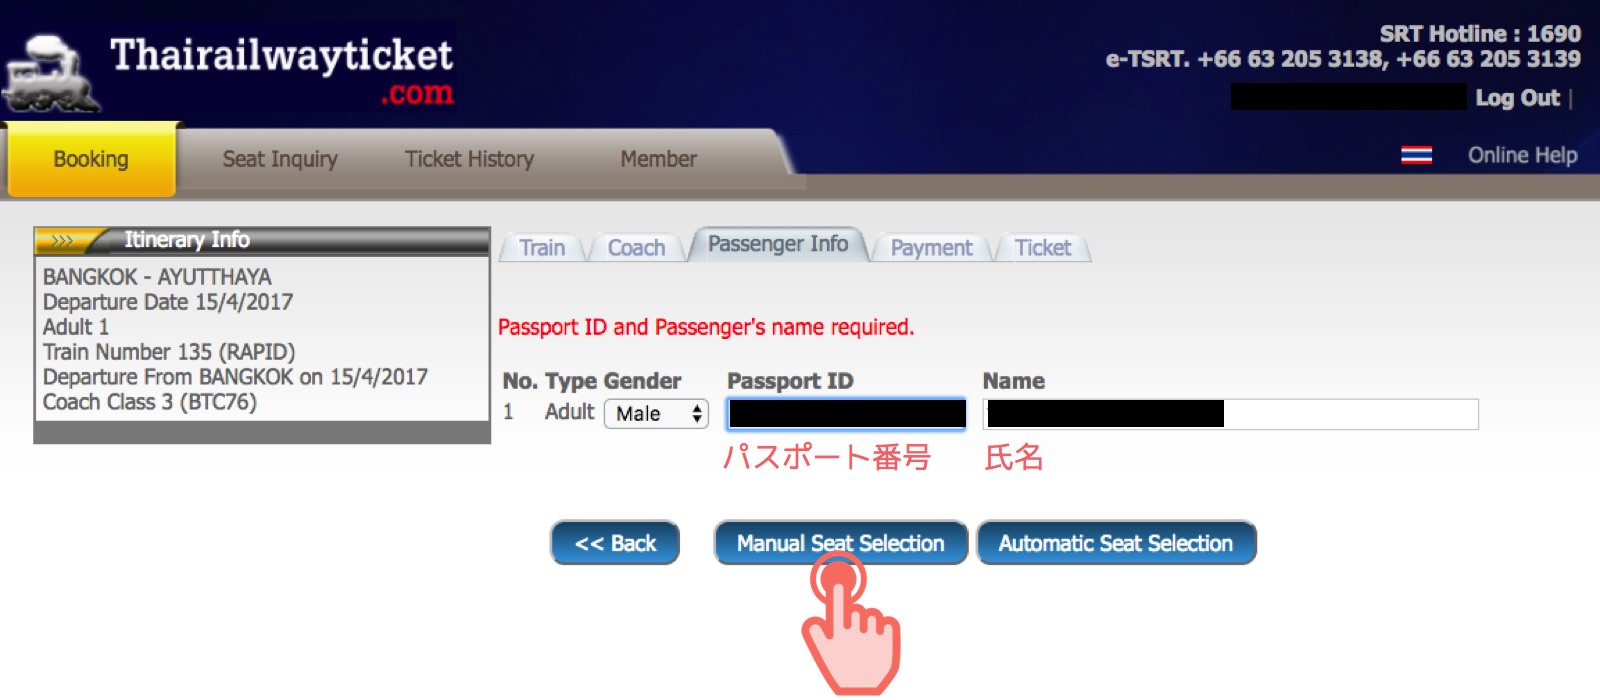 Thairailwayticket
.com
SRT Hotline : 1690
e-TSRT. +66 63 205 3138, +66 63 205 3139
Log Out |
Booking
Seat Inquiry
Ticket History
Member
Online Help
>>> Itinerary Info
BANGKOK - AYUTTHAYA
Departure Date 15/4/2017
Adult 1
Train Number 135 (RAPID)
Departure From BANGKOK on 15/4/2017
Coach Class 3 (BTC76)
Train
Coach
Passenger Info
Payment
Ticket
Passport ID and Passenger's name required.
No. Type Gender Passport ID Name
1 Adult Male
パスポート番号 氏名
<< Back
Manual Seat Selection
Automatic Seat Selection